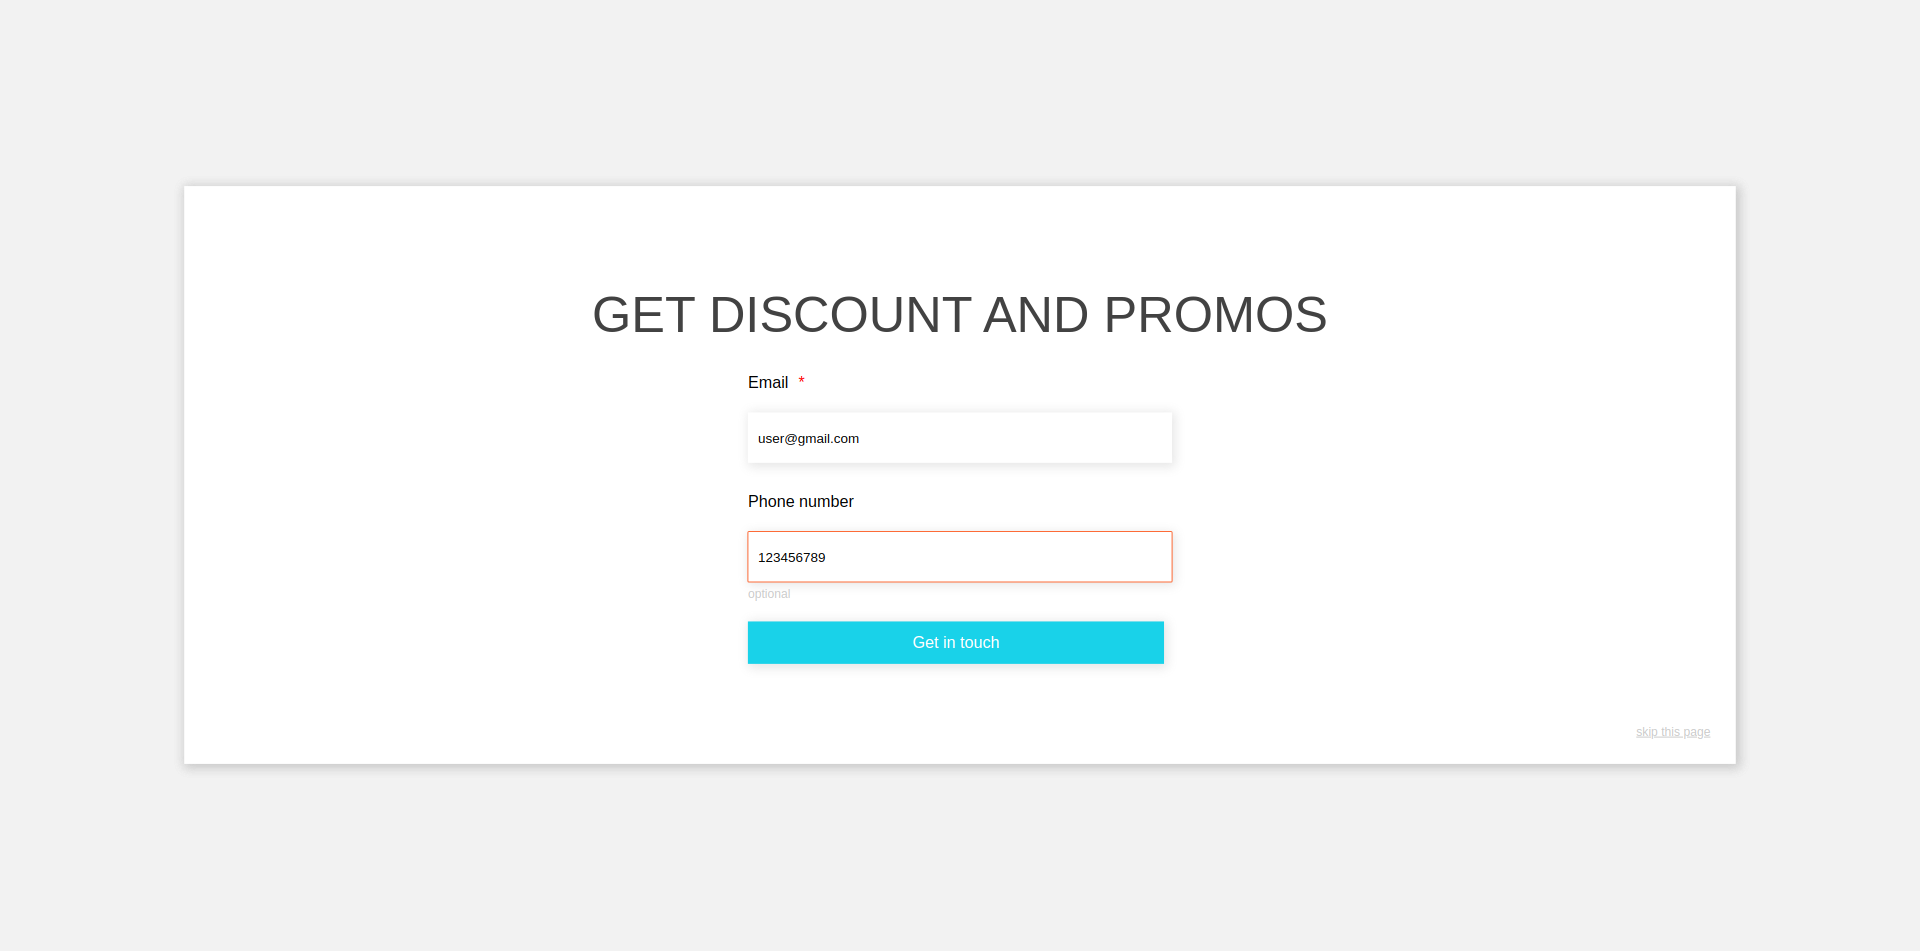 GET DISCOUNT AND PROMOS
Email *
user@gmail.com
Phone number
123456789
optional
Get in touch
skip this page